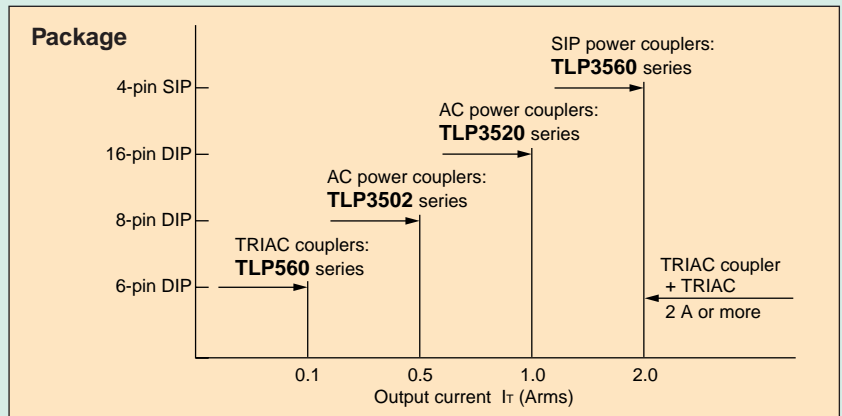 Package
SIP power couplers:
TLP3560 series
4-pin SIP
AC power couplers:
TLP3520 series
16-pin DIP
AC power couplers:
TLP3502 series
8-pin DIP
TRIAC couplers:
TLP560 series
6-pin DIP
TRIAC coupler
+ TRIAC
2 A or more
0.1 0.5 1.0 2.0
Output current IT (Arms)